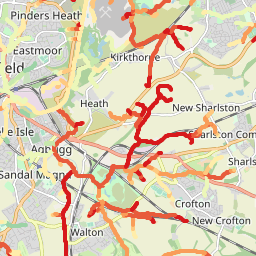 Pinders Heath
Eastmoor
Kirkthorpe
eld
Heath
New Sharlston
le Isle
Sharlston Com
Agbrigg
Sharls
Sandal Magna
Crofton
New Crofton
Walton